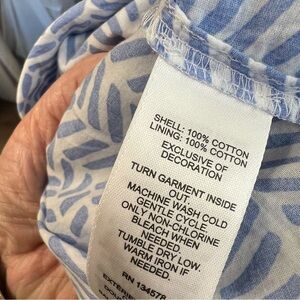 SHELL: 100% COTTON
LINING: 100% COTTON
EXCLUSIVE OF
DECORATION
TURN GARMENT INSIDE
OUT.
MACHINE WASH COLD
GENTLE CYCLE.
ONLY NON-CHLORINE
BLEACH WHEN
NEEDED.
TUMBLE DRY LOW.
WARM IRON IF
NEEDED.
RN 134578